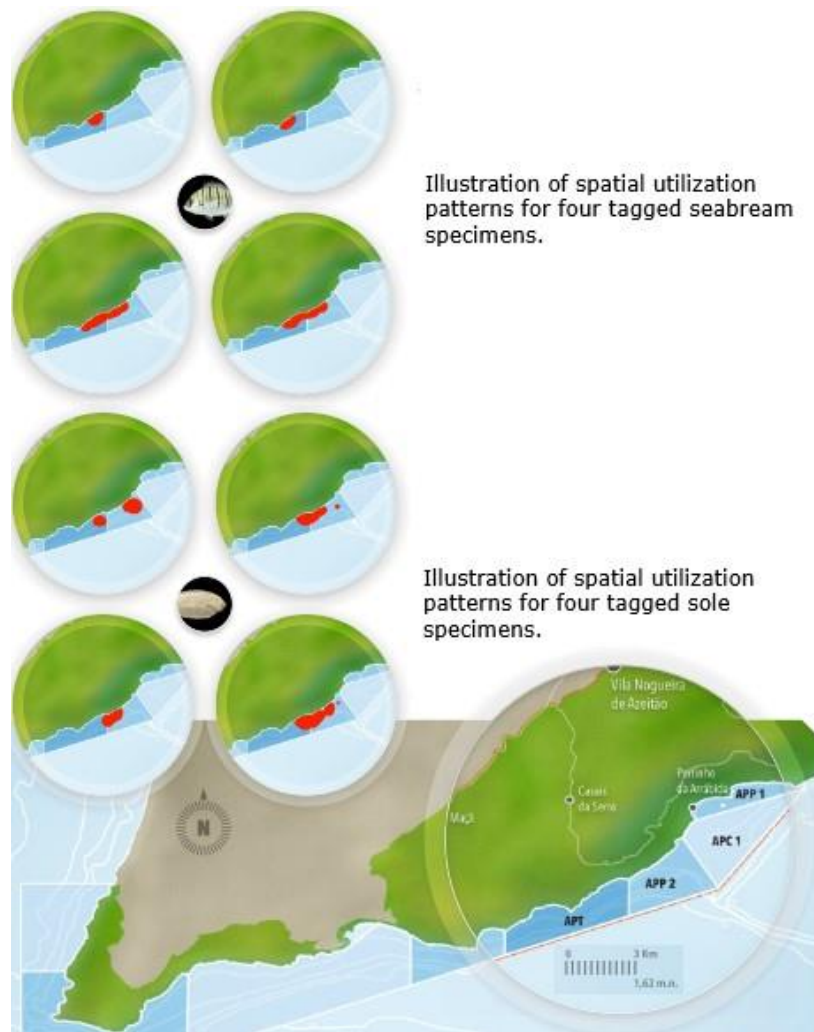 Illustration of spatial utilization
patterns for four tagged seabream
specimens.
Illustration of spatial utilization
patterns for four tagged sole
specimens.
Vila Nogueira
de Azeitão
Portinho
da Arrábida
APP 1
Casais
da Serra
Maçã
APC 1
N
APP 2
APT
0 3 Km
1,62 m.n.